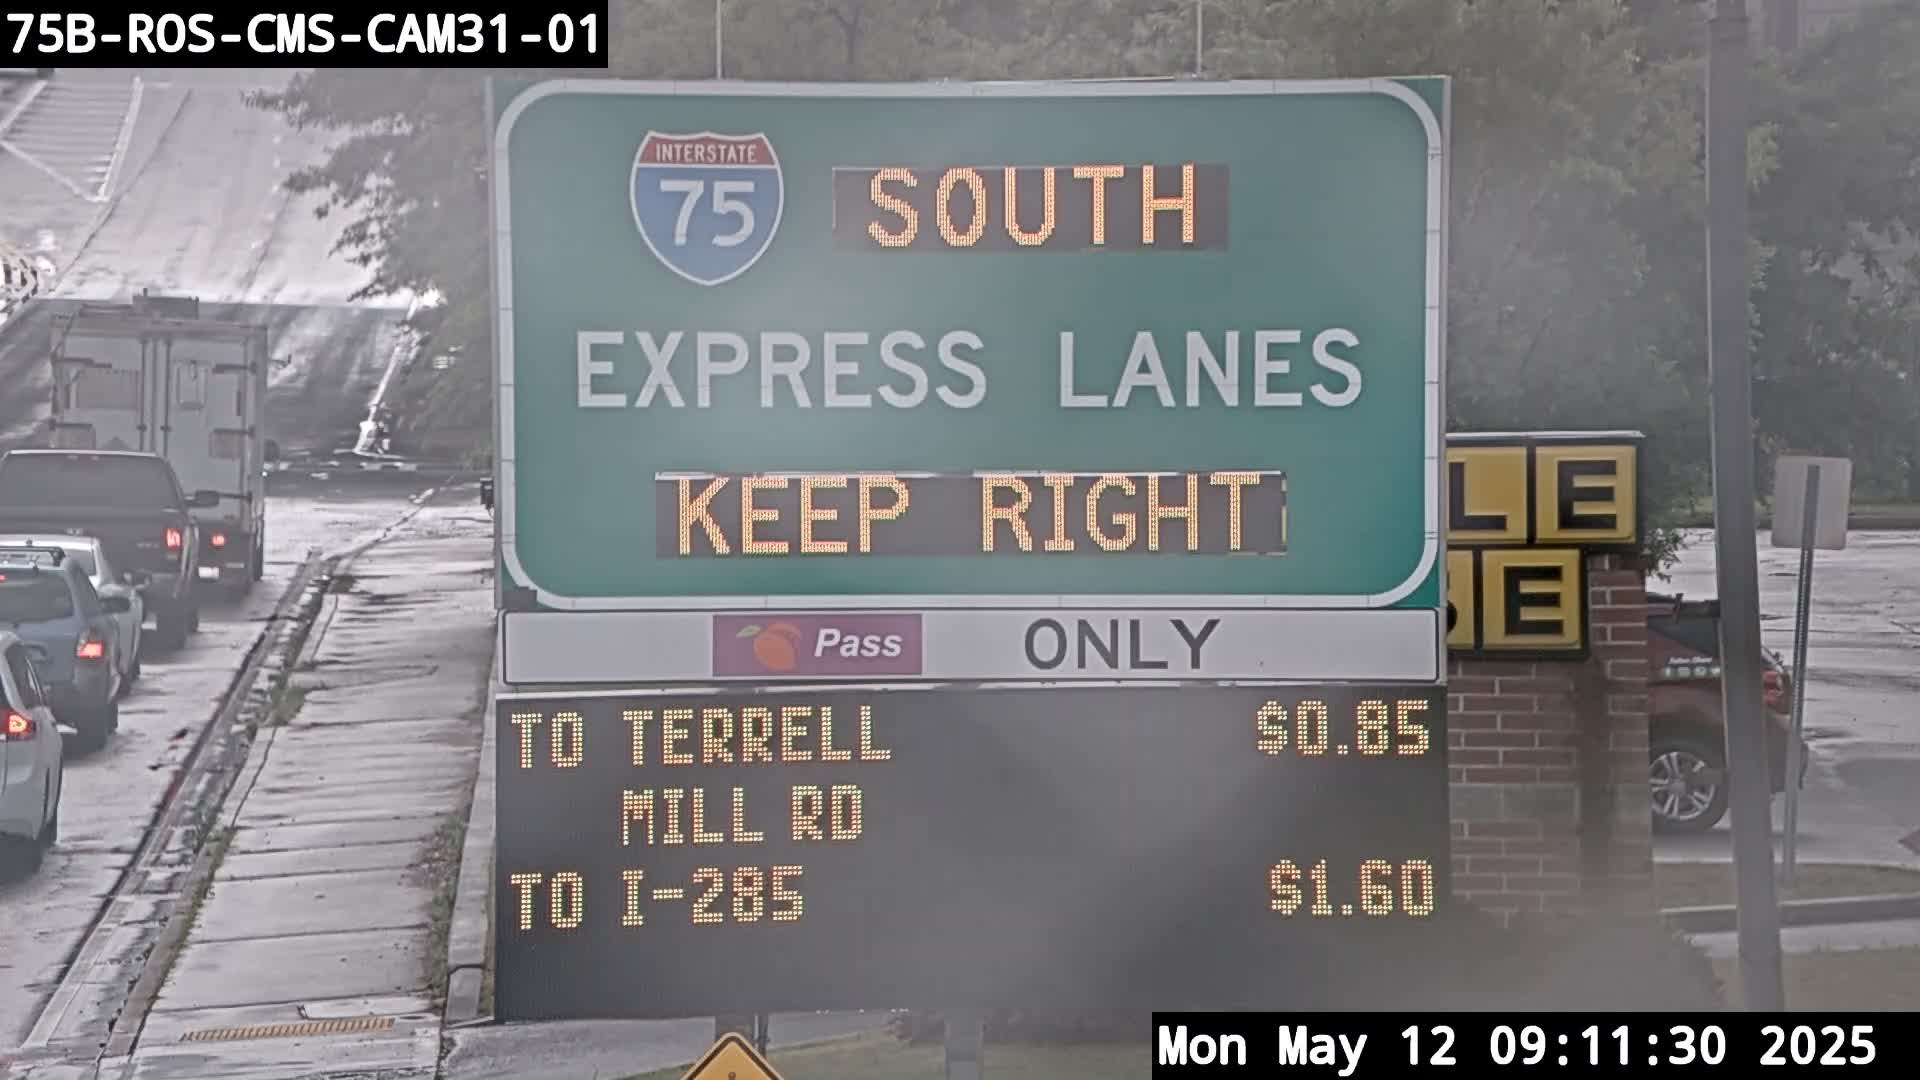 75B-ROS-CMS-CAM31-01
INTERSTATE
75
SOUTH
EXPRESS LANES
KEEP RIGHT
Pass ONLY
TO TERRELL $0.85
MILL RD
TO I-285 $1.60
LE
E
Mon May 12 09:11:30 2025